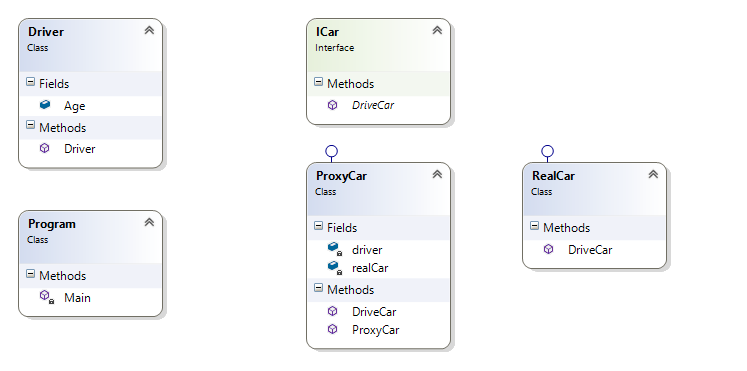 Driver
Class
Fields
Age
Methods
Driver
Program
Class
Methods
Main
ICar
Interface
Methods
DriveCar
ProxyCar
Class
Fields
driver
realCar
Methods
DriveCar
ProxyCar
RealCar
Class
Methods
DriveCar